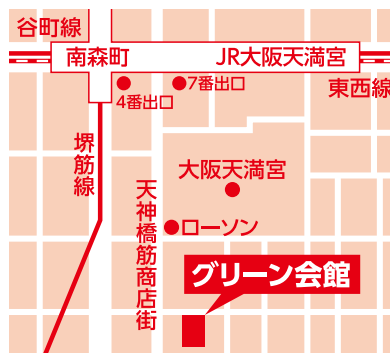 谷町線
南森町
JR大阪天満宮
東西線
4番出口
7番出口
堺筋線
大阪天満宮
天神橋筋商店街
ローソン
グリーン会館